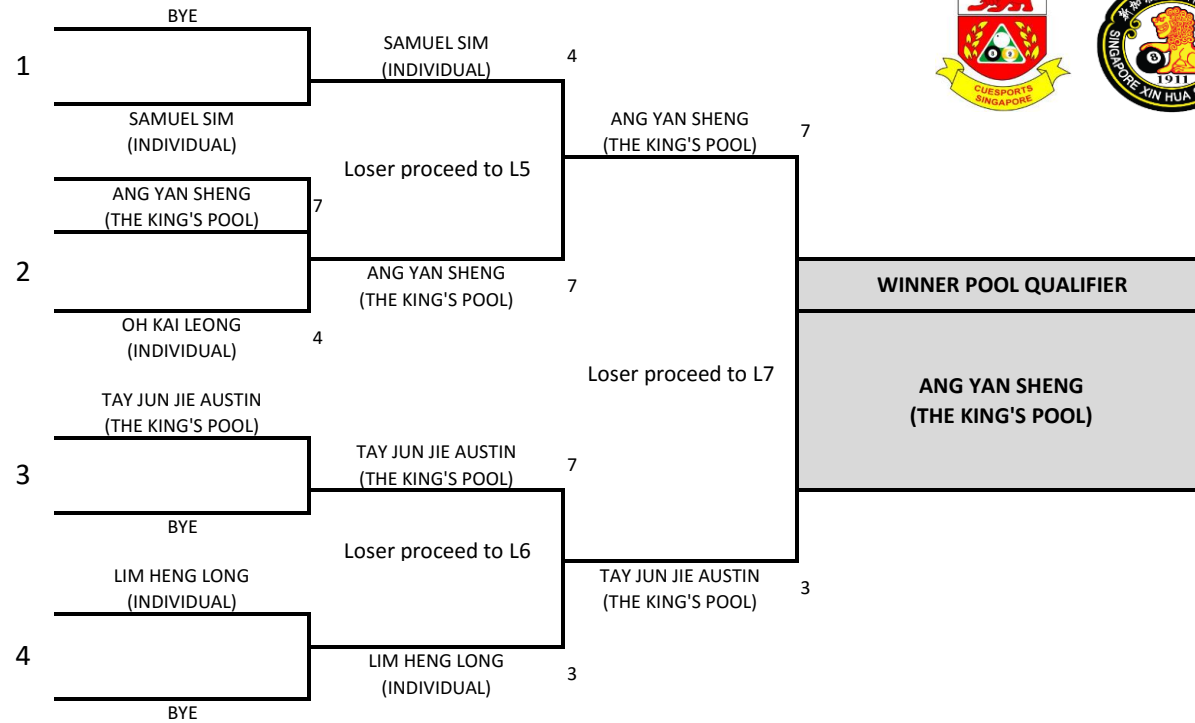 BYE
1
SAMUEL SIM
(INDIVIDUAL)
ANG YAN SHENG
(THE KING'S POOL)
7
2
OH KAI LEONG
(INDIVIDUAL)
4
TAY JUN JIE AUSTIN
(THE KING'S POOL)
3
BYE
LIM HENG LONG
(INDIVIDUAL)
4
BYE
SAMUEL SIM
(INDIVIDUAL)
4
Loser proceed to L5
ANG YAN SHENG
(THE KING'S POOL)
7
TAY JUN JIE AUSTIN
(THE KING'S POOL)
7
Loser proceed to L6
LIM HENG LONG
(INDIVIDUAL)
3
ANG YAN SHENG
(THE KING'S POOL)
7
Loser proceed to L7
TAY JUN JIE AUSTIN
(THE KING'S POOL)
3
WINNER POOL QUALIFIER
ANG YAN SHENG
(THE KING'S POOL)
CUESPORTS
SINGAPORE
8
1911
SINGAPORE XIN HUA